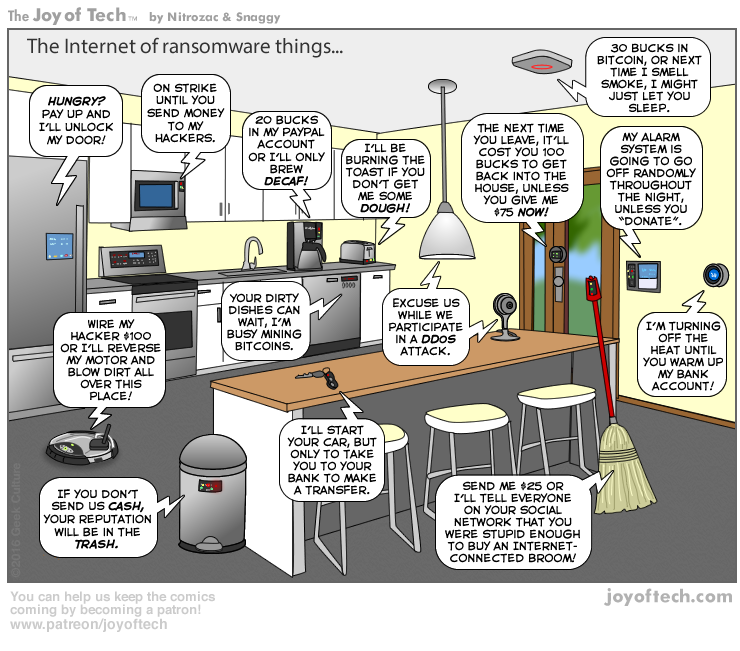 The Joy of Tech™ by Nitrozac & Snaggy
The Internet of ransomware things...
HUNGRY?
PAY UP AND
I'LL UNLOCK
MY DOOR!
ON STRIKE
UNTIL YOU
SEND MONEY
TO MY
HACKERS.
20 BUCKS
IN MY PAYPAL
ACCOUNT
OR I'LL ONLY
BREW
DECAF!
I'LL BE
BURNING THE
TOAST IF YOU
DON'T GET
ME SOME
DOUGH!
THE NEXT TIME
YOU LEAVE, IT'LL
COST YOU 100
BUCKS TO GET
BACK INTO THE
HOUSE, UNLESS
YOU GIVE ME
$75 NOW!
30 BUCKS IN
BITCOIN, OR NEXT
TIME I SMELL
SMOKE, I MIGHT
JUST LET YOU
SLEEP.
MY ALARM
SYSTEM IS
GOING TO GO
OFF RANDOMLY
THROUGHOUT
THE NIGHT,
UNLESS YOU
"DONATE".
WIRE MY
HACKER $100
OR I'LL REVERSE
MY MOTOR AND
BLOW DIRT ALL
OVER THIS
PLACE!
YOUR DIRTY
DISHES CAN
WAIT, I'M
BUSY MINING
BITCOINS.
EXCUSE US
WHILE WE
PARTICIPATE
IN A DDOS
ATTACK.
I'M TURNING
OFF THE
HEAT UNTIL
YOU WARM UP
MY BANK
ACCOUNT!
IF YOU DON'T
SEND US CASH,
YOUR REPUTATION
WILL BE IN THE
TRASH.
I'LL START
YOUR CAR, BUT
ONLY TO TAKE
YOU TO YOUR
BANK TO MAKE
A TRANSFER.
SEND ME $25 OR
I'LL TELL EVERYONE
ON YOUR SOCIAL
NETWORK THAT YOU
WERE STUPID ENOUGH
TO BUY AN INTERNET-
CONNECTED BROOM!
©2016 Geek Culture
You can help us keep the comics
coming by becoming a patron!
www.patreon/joyoftech
joyoftech.com